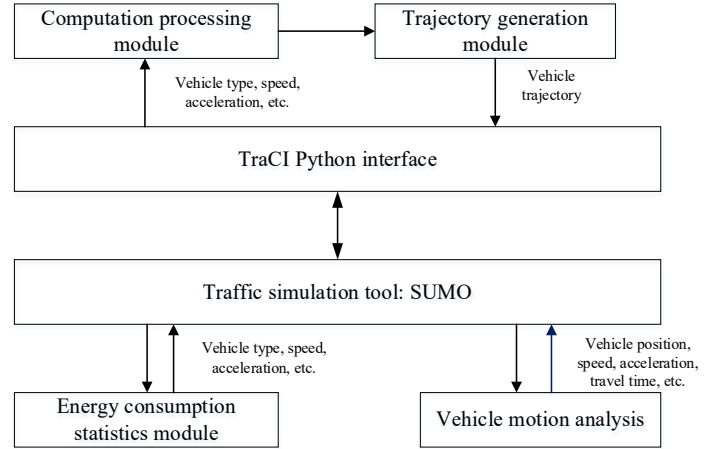 Computation processing
module
Trajectory generation
module
Vehicle type, speed,
acceleration, etc.
Vehicle
trajectory
TraCI Python interface
Traffic simulation tool: SUMO
Vehicle type, speed,
acceleration, etc.
Vehicle position,
speed, acceleration,
travel time, etc.
Energy consumption
statistics module
Vehicle motion analysis